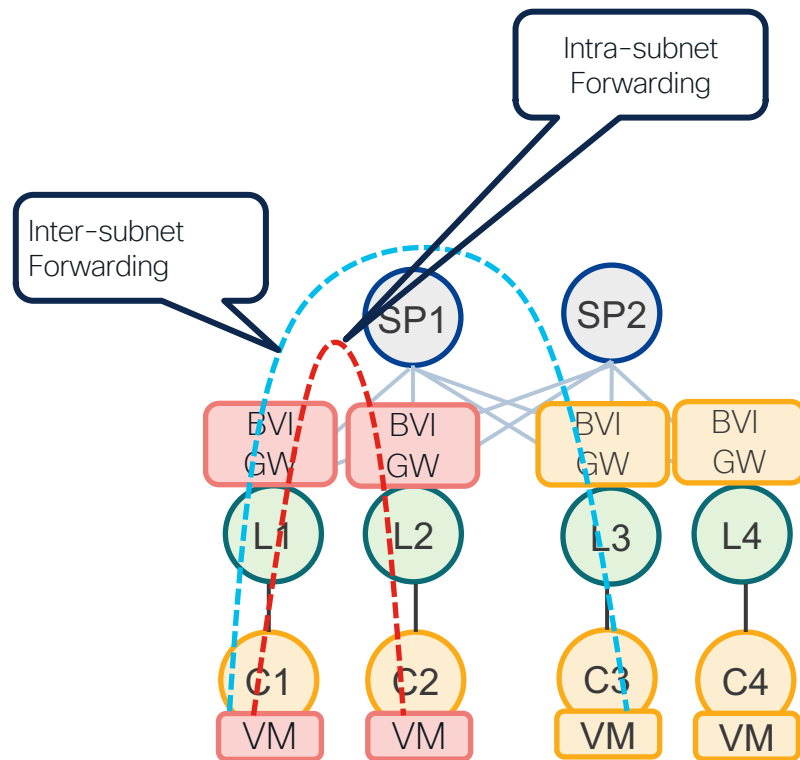 Intra-subnet
Forwarding
Inter-subnet
Forwarding
SP1
SP2
BVI
GW
BVI
GW
BVI
GW
BVI
GW
L1
L2
L3
L4
C1
C2
C3
C4
VM
VM
VM
VM